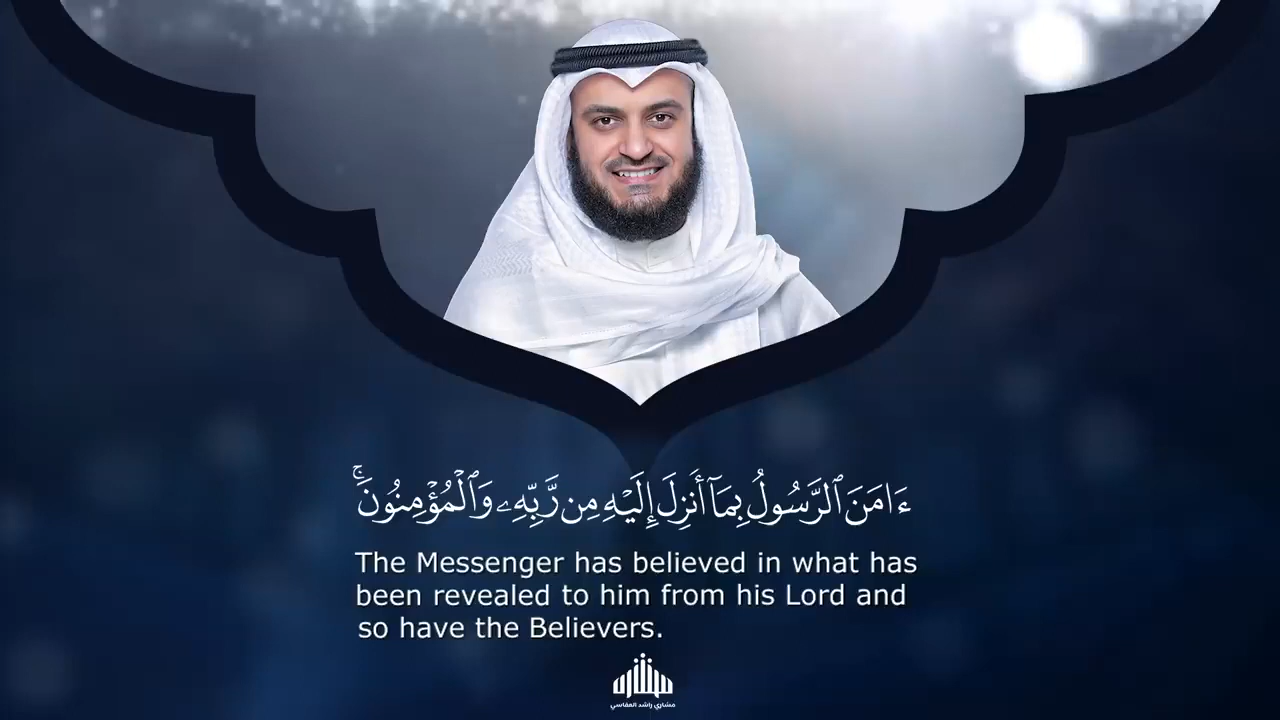 ءَامَنَ ٱلرَّسُولُ بِمَآ أُنزِلَ إِلَيْهِ مِن رَّبِّهِۦ وَٱلْمُؤْمِنُونَ ۚ
The Messenger has believed in what has
been revealed to him from his Lord and
so have the Believers.
مشاري راشد العفاسي